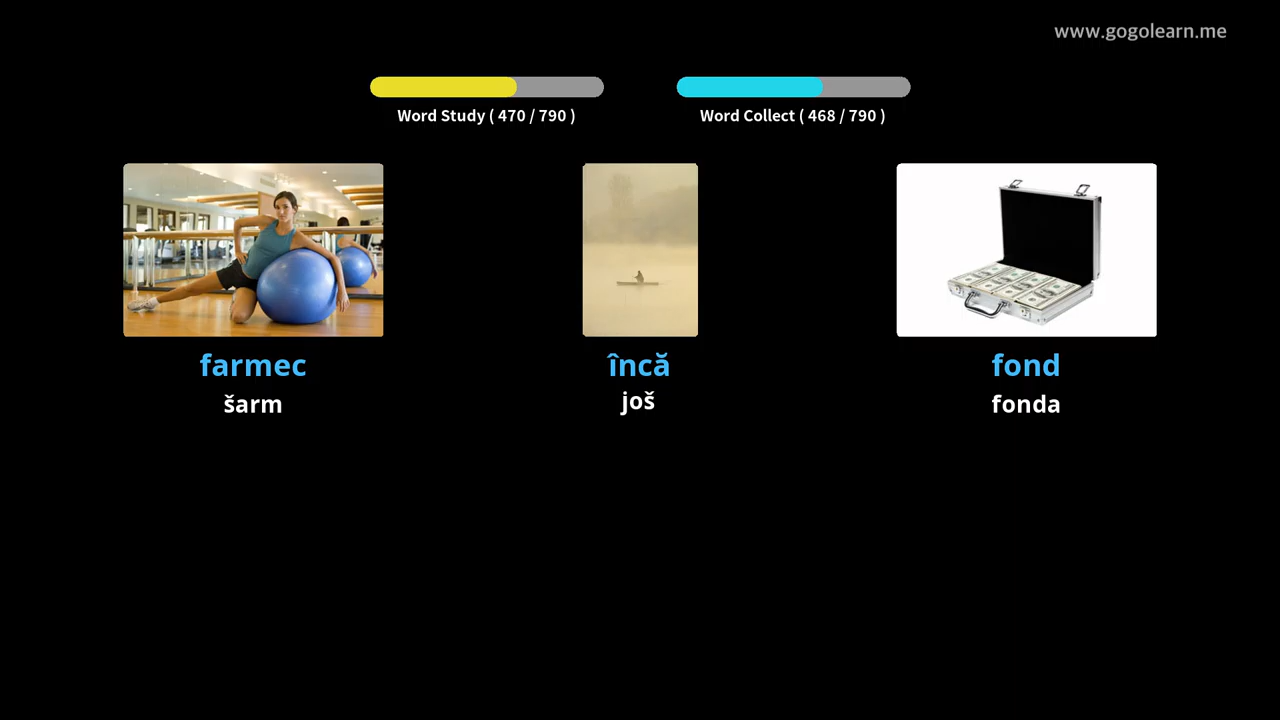 www.gogolearn.me
Word Study ( 470 / 790 )
Word Collect ( 468 / 790 )
farmec
încă
fond
šarm
još
fonda